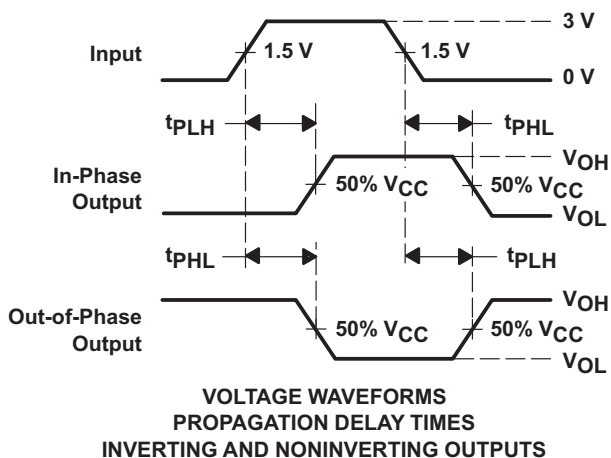 3 V
Input
1.5 V
1.5 V
0 V
tPLH
tPHL
In-Phase
Output
VOH
50% VCC
50% VCC
VOL
tPHL
tPLH
Out-of-Phase
Output
VOH
50% VCC
50% VCC
VOL
VOLTAGE WAVEFORMS
PROPAGATION DELAY TIMES
INVERTING AND NONINVERTING OUTPUTS